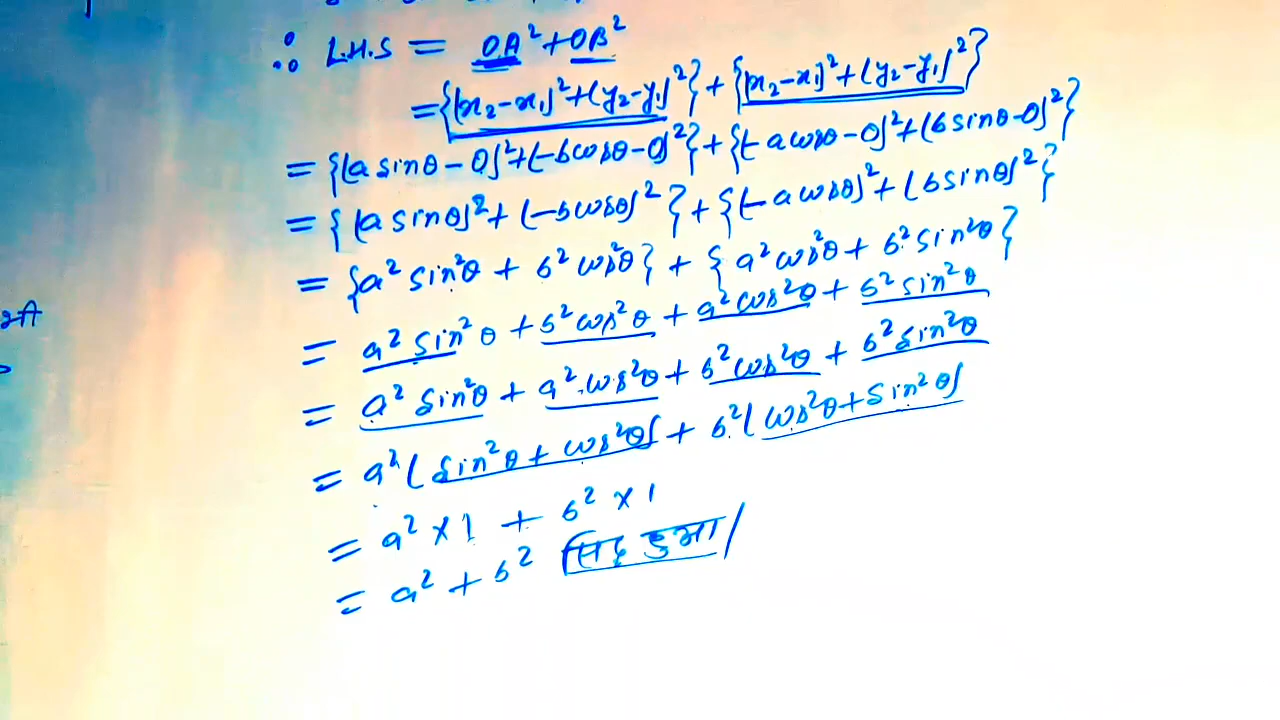 ∴ L.H.S = OA² + OB²
= {(x₂-x₁)² + (y₂-y₁)²} + {(x₂-x₁)² + (y₂-y₁)²}
= {(a sinθ - 0)² + (-b cosθ - 0)²} + {(-a cosθ - 0)² + (b sinθ - 0)²}
= {(a sinθ)² + (-b cosθ)²} + {(-a cosθ)² + (b sinθ)²}
= {a² sin²θ + b² cos²θ} + {a² cos²θ + b² sin²θ}
= a² sin²θ + b² cos²θ + a² cos²θ + b² sin²θ
= a² sin²θ + a² cos²θ + b² cos²θ + b² sin²θ
= a² (sin²θ + cos²θ) + b² (cos²θ + sin²θ)
= a² × 1 + b² × 1
= a² + b² सिद्ध हुआ/